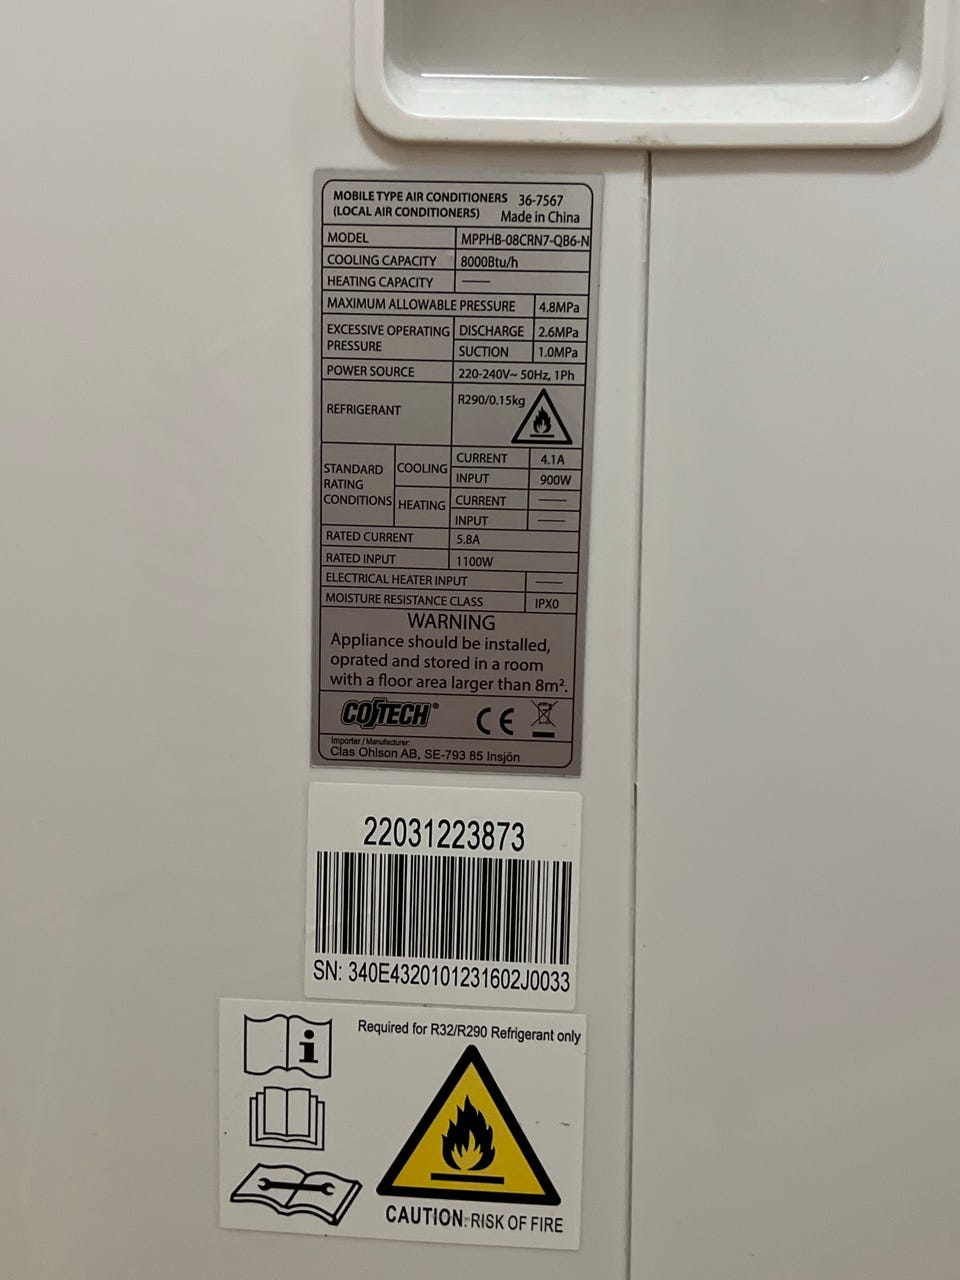 MOBILE TYPE AIR CONDITIONERS 36-7567
(LOCAL AIR CONDITIONERS) Made in China
MODEL MPPHB-08CRN7-QB6-N
COOLING CAPACITY 8000Btu/h
HEATING CAPACITY ——
MAXIMUM ALLOWABLE PRESSURE 4.8MPa
EXCESSIVE OPERATING PRESSURE DISCHARGE 2.6MPa
SUCTION 1.0MPa
POWER SOURCE 220-240V~ 50Hz, 1Ph
REFRIGERANT R290/0.15kg
STANDARD RATING CONDITIONS COOLING CURRENT 4.1A
INPUT 900W
HEATING CURRENT ——
INPUT ——
RATED CURRENT 5.8A
RATED INPUT 1100W
ELECTRICAL HEATER INPUT ——
MOISTURE RESISTANCE CLASS IPX0
WARNING
Appliance should be installed,
oprated and stored in a room
with a floor area larger than 8m².
COTECH® CE
Importer / Manufacturer:
Clas Ohlson AB, SE-793 85 Insjön
22031223873
SN: 340E4320101231602J0033
Required for R32/R290 Refrigerant only
i
CAUTION: RISK OF FIRE